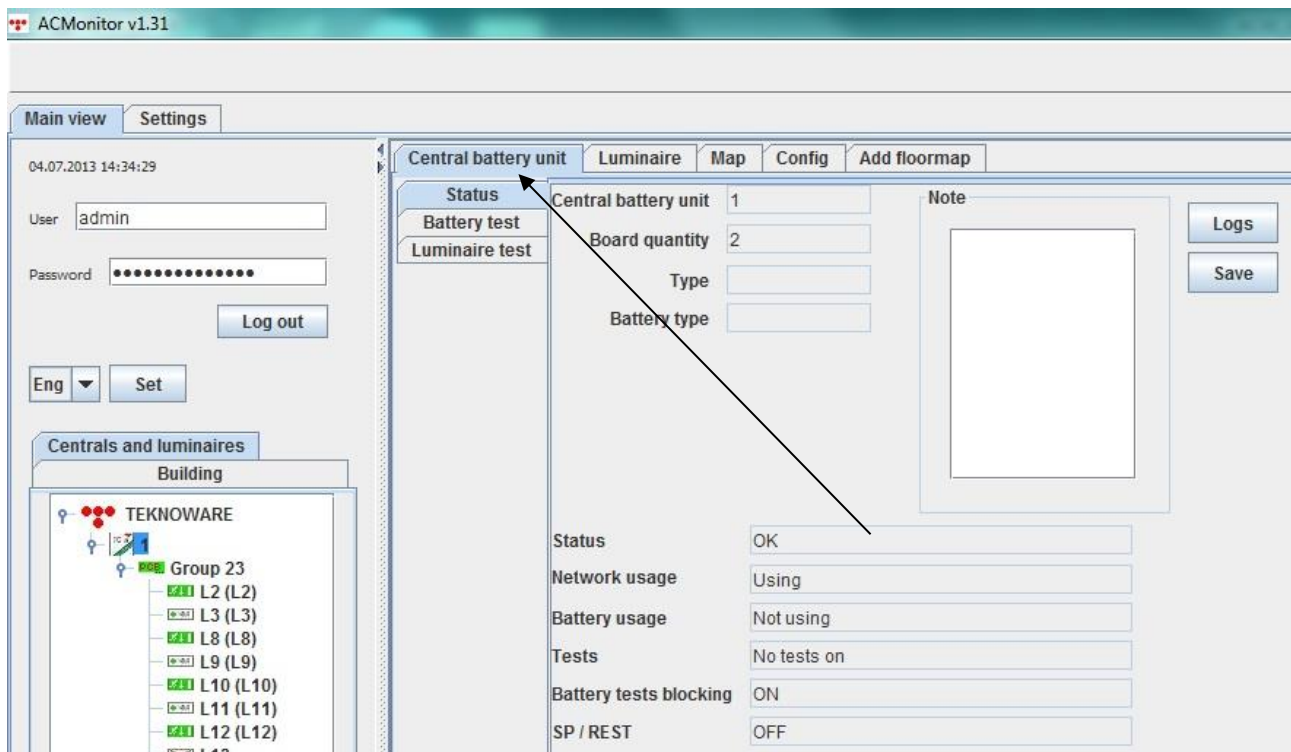 ACMonitor v1.31
Main view Settings
04.07.2013 14:34:29
User admin
Password ••••••••••••••
Log out
Eng Set
Centrals and luminaires
Building
TEKNOWARE
1
Group 23
L2 (L2)
L3 (L3)
L8 (L8)
L9 (L9)
L10 (L10)
L11 (L11)
L12 (L12)
Central battery unit Luminaire Map Config Add floormap
Status
Battery test
Luminaire test
Central battery unit 1
Board quantity 2
Type
Battery type
Note
Logs
Save
Status OK
Network usage Using
Battery usage Not using
Tests No tests on
Battery tests blocking ON
SP / REST OFF